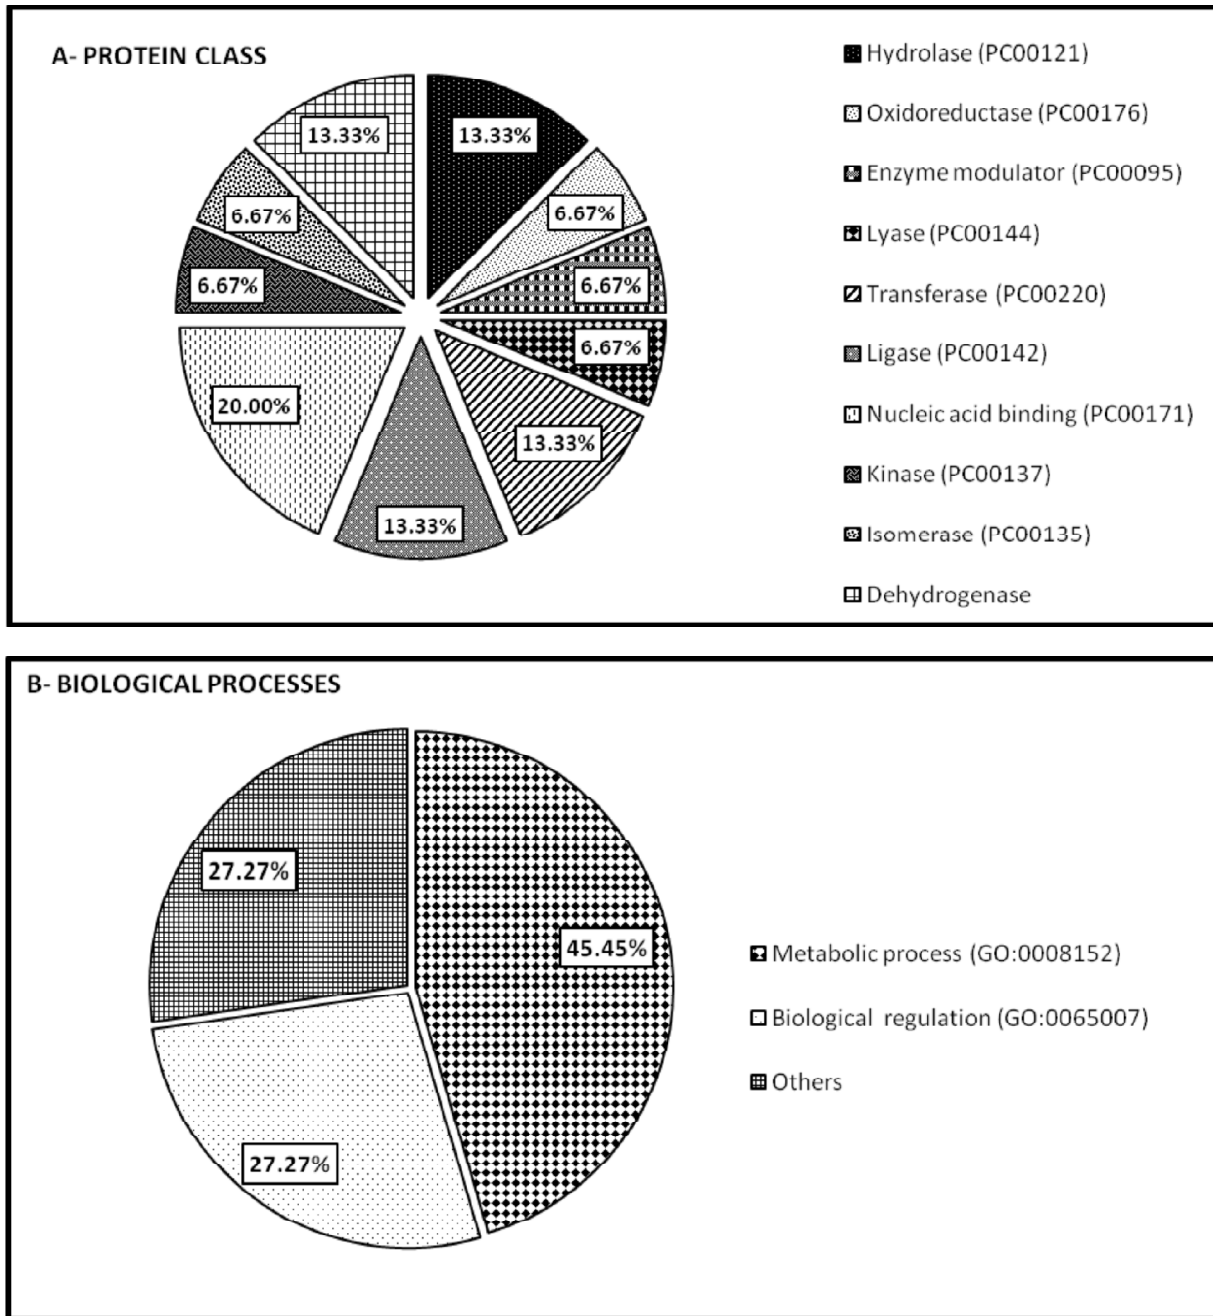 A- PROTEIN CLASS
13.33%
13.33%
6.67%
6.67%
6.67%
6.67%
6.67%
20.00%
13.33%
13.33%
Hydrolase (PC00121)
Oxidoreductase (PC00176)
Enzyme modulator (PC00095)
Lyase (PC00144)
Transferase (PC00220)
Ligase (PC00142)
Nucleic acid binding (PC00171)
Kinase (PC00137)
Isomerase (PC00135)
Dehydrogenase
B- BIOLOGICAL PROCESSES
27.27%
45.45%
27.27%
Metabolic process (GO:0008152)
Biological regulation (GO:0065007)
Others